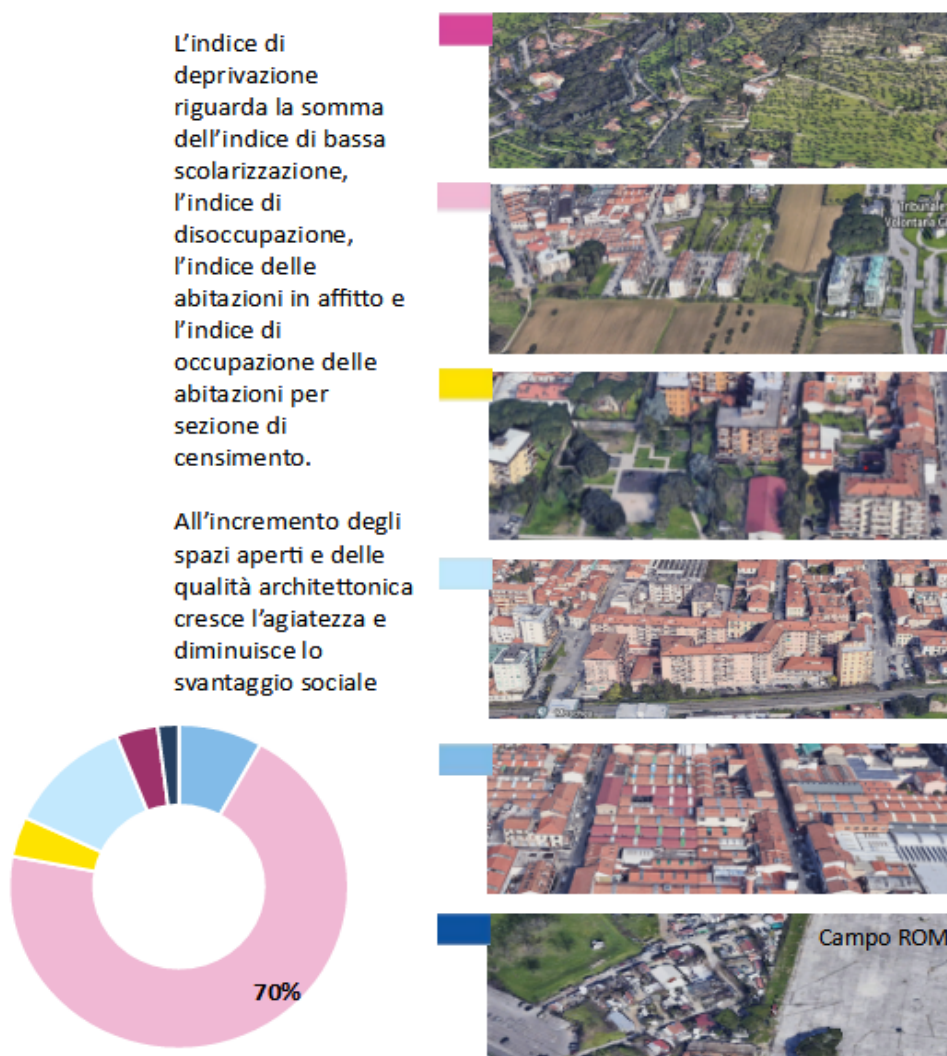 L'indice di
deprivazione
riguarda la somma
dell'indice di bassa
scolarizzazione,
l'indice di
disoccupazione,
l'indice delle
abitazioni in affitto e
l'indice di
occupazione delle
abitazioni per
sezione di
censimento.
All'incremento degli
spazi aperti e delle
qualità architettonica
cresce l'agiatezza e
diminuisce lo
svantaggio sociale
70%
Tribunale
Volontaria
Campo ROM